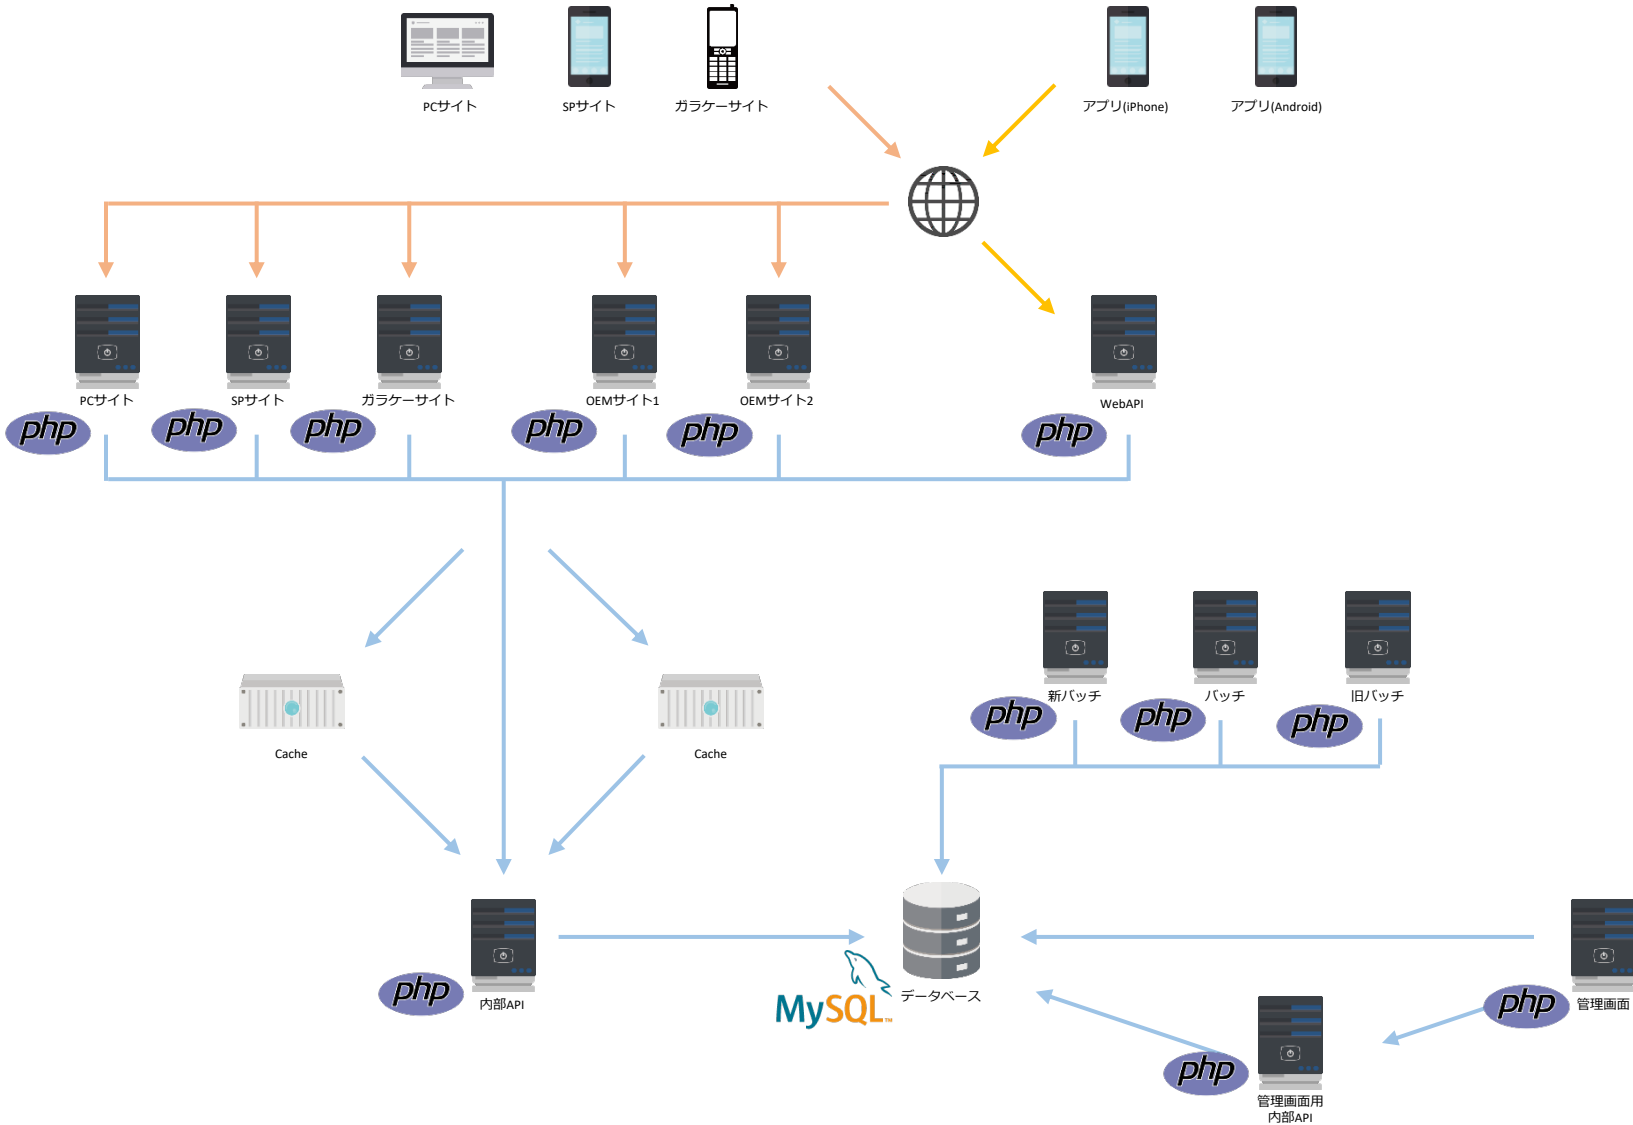 PCサイト
SPサイト
ガラケーサイト
アプリ(iPhone)
アプリ(Android)
PCサイト
SPサイト
ガラケーサイト
OEMサイト1
OEMサイト2
WebAPI
php
php
php
php
php
php
新バッチ
バッチ
旧バッチ
php
php
php
Cache
Cache
内部API
php
データベース
MySQL™
管理画面
php
php
管理画面用
内部API